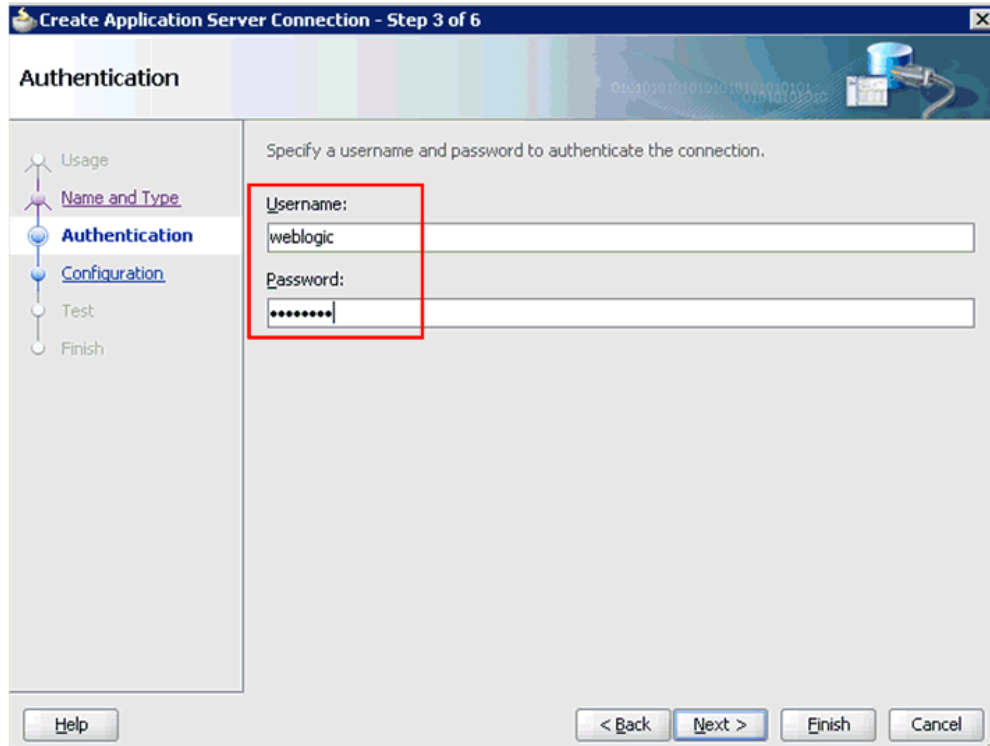 Create Application Server Connection - Step 3 of 6
Authentication
Usage
Name and Type
Authentication
Configuration
Test
Finish
Specify a username and password to authenticate the connection.
Username:
weblogic
Password:
••••••••
Help
< Back
Next >
Finish
Cancel